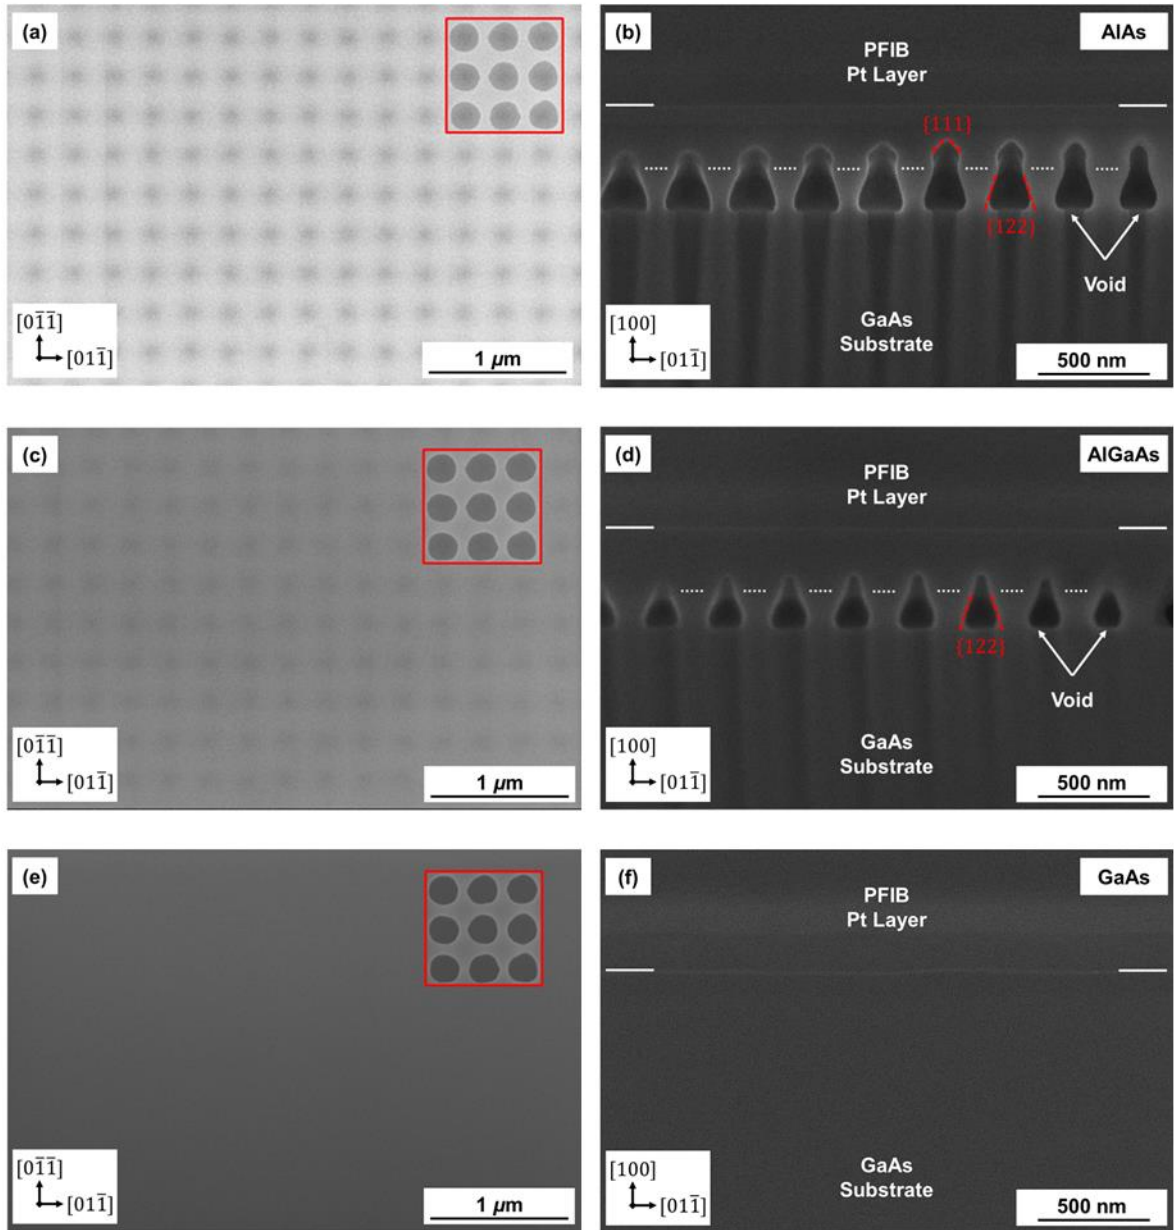 (a)
[01̄1̄]
[011̄]
1 µm
(b)
AlAs
PFIB
Pt Layer
{111}
{122}
Void
[100]
[011̄]
GaAs
Substrate
500 nm
(c)
[01̄1̄]
[011̄]
1 µm
(d)
AlGaAs
PFIB
Pt Layer
{122}
Void
[100]
[011̄]
GaAs
Substrate
500 nm
(e)
[01̄1̄]
[011̄]
1 µm
(f)
GaAs
PFIB
Pt Layer
[100]
[011̄]
GaAs
Substrate
500 nm